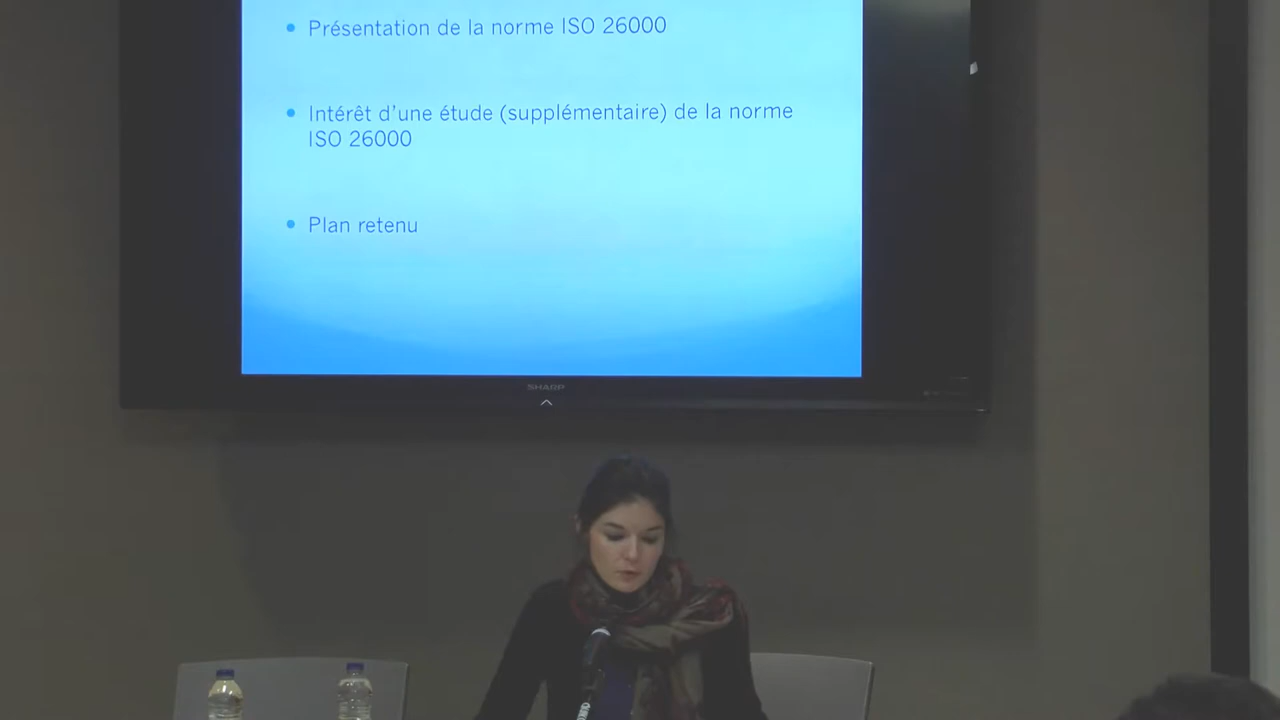 Présentation de la norme ISO 26000
Intérêt d’une étude (supplémentaire) de la norme
ISO 26000
Plan retenu
SHARP